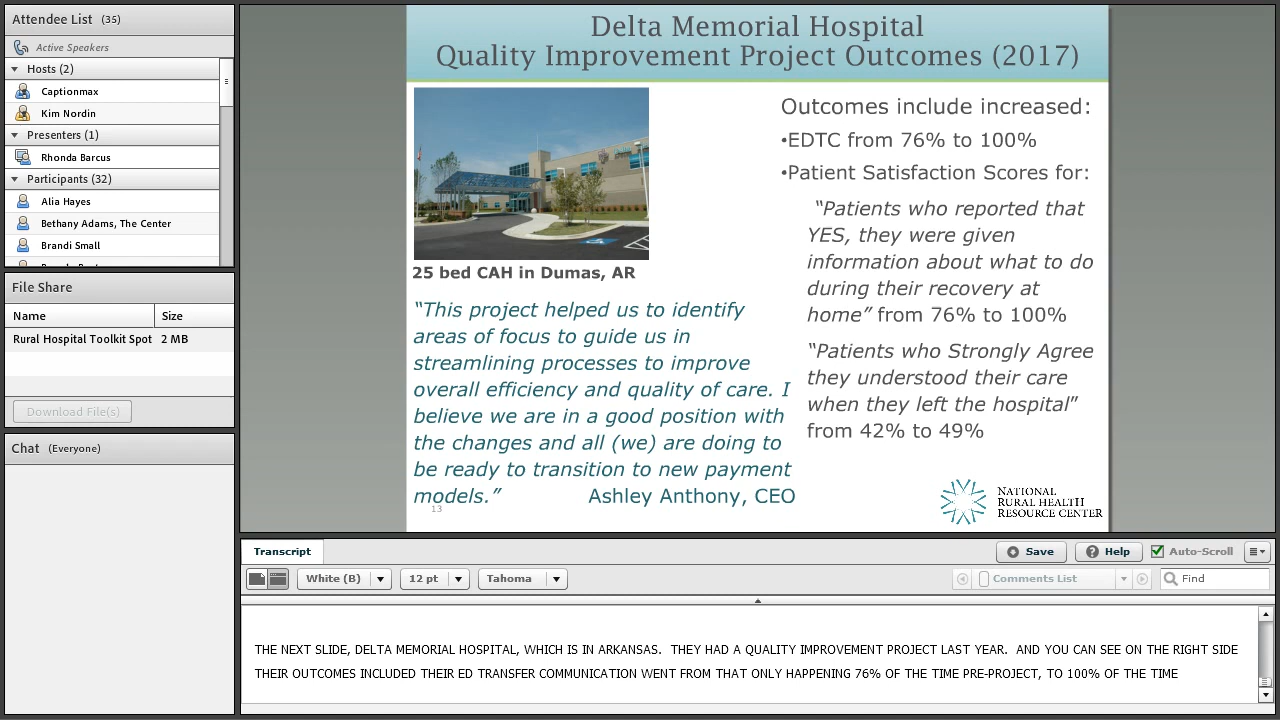 Attendee List (35)
Active Speakers
Hosts (2)
Captionmax
Kim Nordin
Presenters (1)
Rhonda Barcus
Participants (32)
Alia Hayes
Bethany Adams, The Center
Brandi Small
File Share
Name Size
Rural Hospital Toolkit Spot 2 MB
Download File(s)
Chat (Everyone)
Delta Memorial Hospital
Quality Improvement Project Outcomes (2017)
25 bed CAH in Dumas, AR
“This project helped us to identify
areas of focus to guide us in
streamlining processes to improve
overall efficiency and quality of care. I
believe we are in a good position with
the changes and all (we) are doing to
be ready to transition to new payment
models.” Ashley Anthony, CEO
13
Outcomes include increased:
•EDTC from 76% to 100%
•Patient Satisfaction Scores for:
“Patients who reported that
YES, they were given
information about what to do
during their recovery at
home” from 76% to 100%
“Patients who Strongly Agree
they understood their care
when they left the hospital”
from 42% to 49%
NATIONAL
RURAL HEALTH
RESOURCE CENTER
Transcript Save Help Auto-Scroll
White (B) 12 pt Tahoma Comments List Find
THE NEXT SLIDE, DELTA MEMORIAL HOSPITAL, WHICH IS IN ARKANSAS. THEY HAD A QUALITY IMPROVEMENT PROJECT LAST YEAR. AND YOU CAN SEE ON THE RIGHT SIDE
THEIR OUTCOMES INCLUDED THEIR ED TRANSFER COMMUNICATION WENT FROM THAT ONLY HAPPENING 76% OF THE TIME PRE-PROJECT, TO 100% OF THE TIME